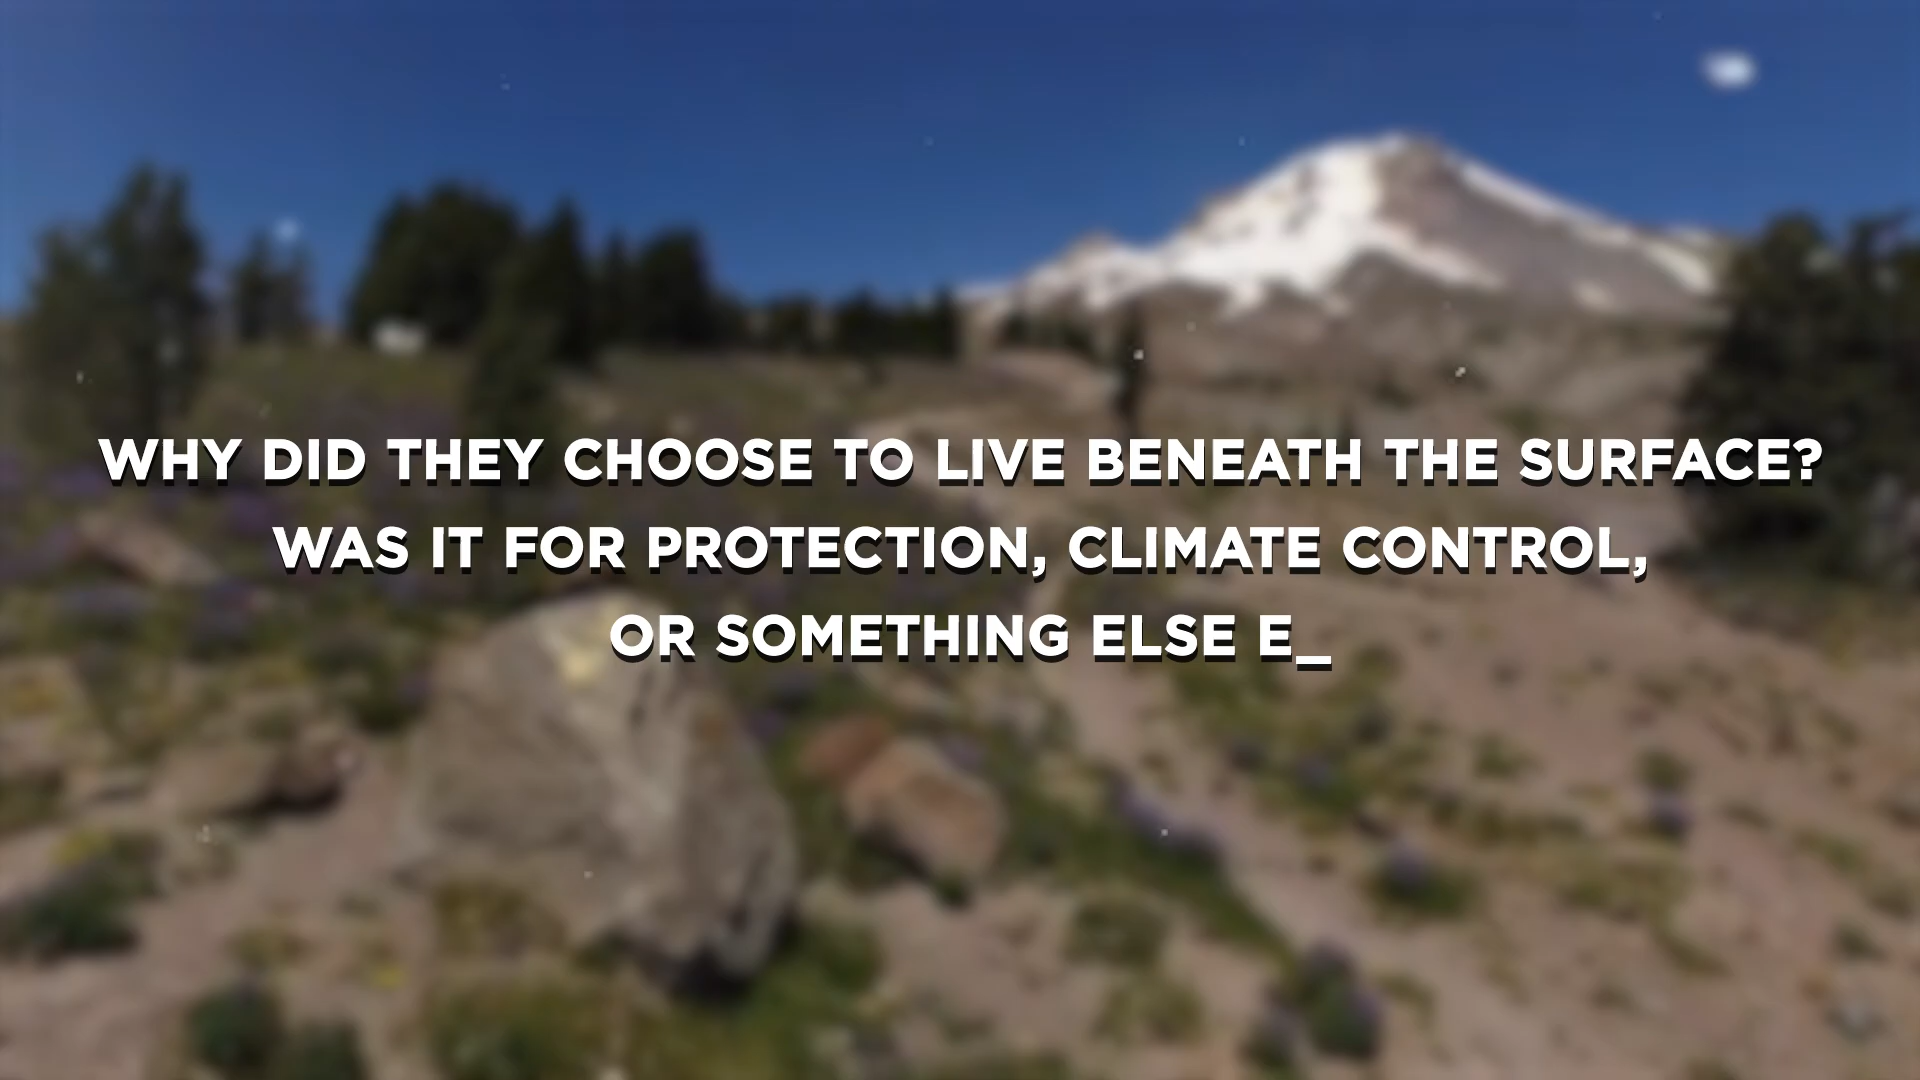 WHY DID THEY CHOOSE TO LIVE BENEATH THE SURFACE?
WAS IT FOR PROTECTION, CLIMATE CONTROL,
OR SOMETHING ELSE E_